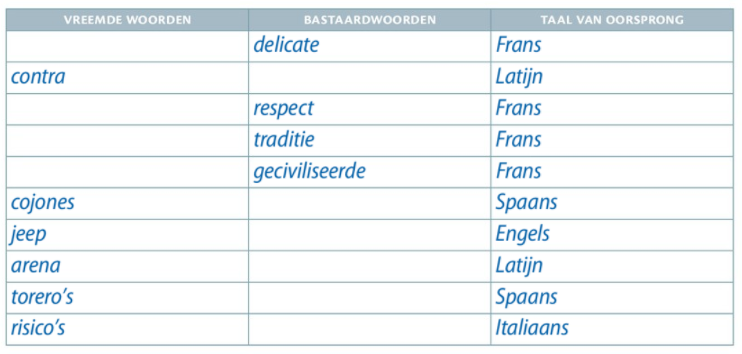 VREEMDE WOORDEN BASTAARDWOORDEN TAAL VAN OORSPRONG
delicate Frans
contra Latijn
respect Frans
traditie Frans
geciviliseerde Frans
cojones Spaans
jeep Engels
arena Latijn
torero's Spaans
risico's Italiaans